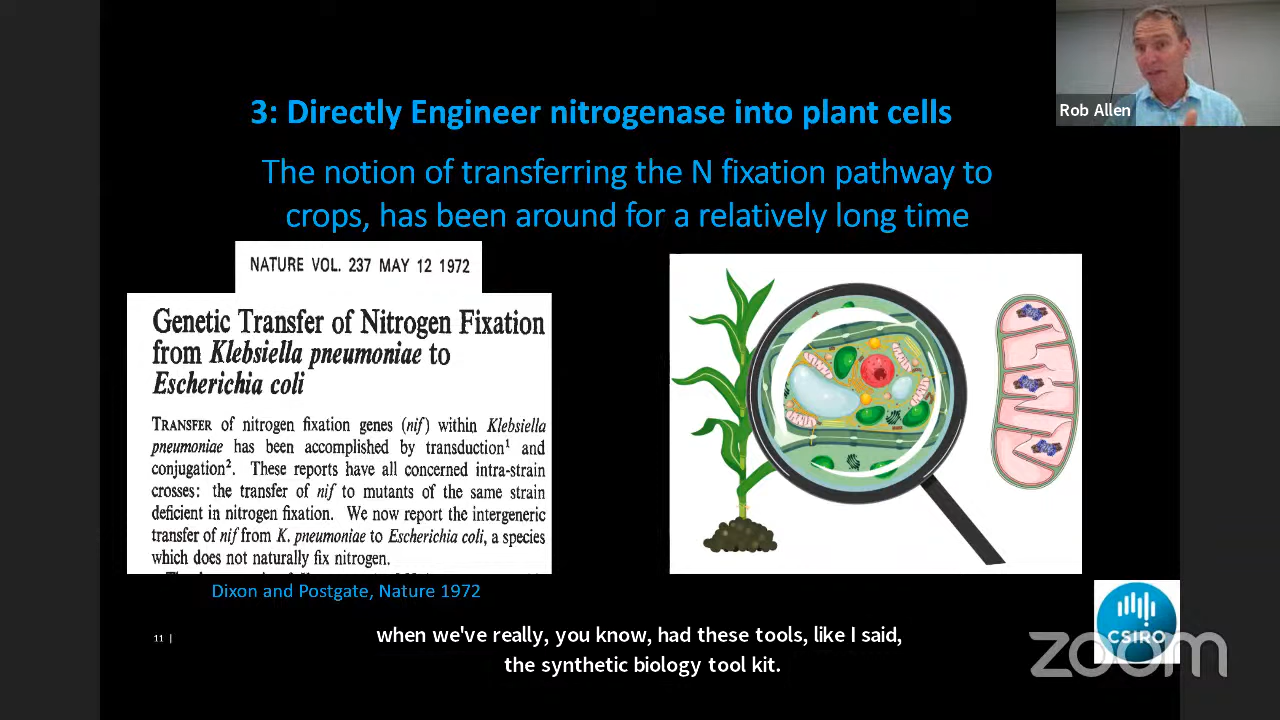 3: Directly Engineer nitrogenase into plant cells
Rob Allen
The notion of transferring the N fixation pathway to
crops, has been around for a relatively long time
NATURE VOL. 237 MAY 12 1972
Genetic Transfer of Nitrogen Fixation
from Klebsiella pneumoniae to
Escherichia coli
TRANSFER of nitrogen fixation genes (nif) within Klebsiella
pneumoniae has been accomplished by transduction¹ and
conjugation². These reports have all concerned intra-strain
crosses: the transfer of nif to mutants of the same strain
deficient in nitrogen fixation. We now report the intergeneric
transfer of nif from K. pneumoniae to Escherichia coli, a species
which does not naturally fix nitrogen.
Dixon and Postgate, Nature 1972
11 |
when we've really, you know, had these tools, like I said,
the synthetic biology tool kit.
CSIRO
zoom